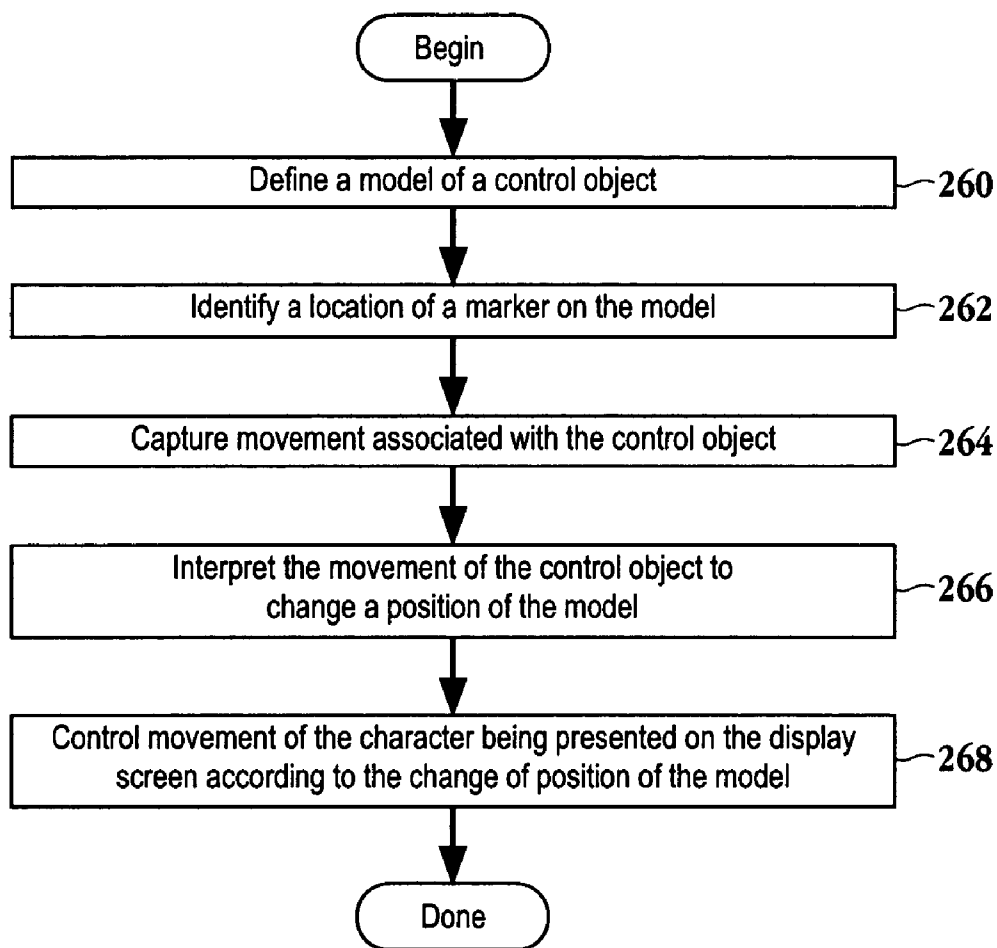 Begin
Define a model of a control object
260
Identify a location of a marker on the model
262
Capture movement associated with the control object
264
Interpret the movement of the control object to
change a position of the model
266
Control movement of the character being presented on the display
screen according to the change of position of the model
268
Done